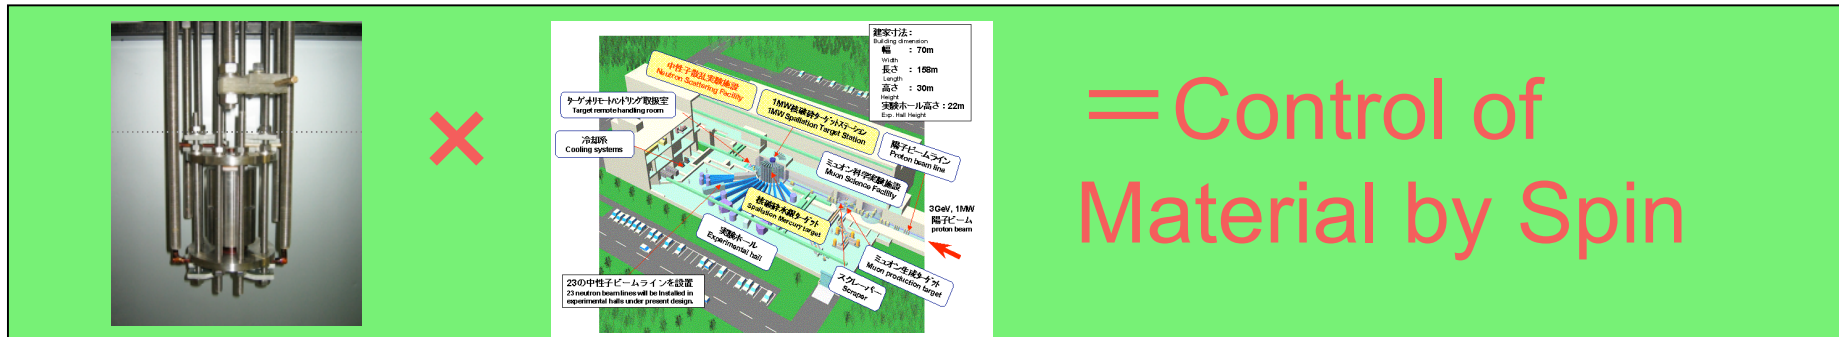 ×
建家寸法：
Building dimension
幅 : 70m
Width
長さ : 158m
Length
高さ : 30m
Height
実験ホール高さ : 22m
Exp. Hall Height
中性子散乱実験施設
Neutron Scattering Facility
ターゲットリモートハンドリング取扱室
Target remote handling room
1MW核破砕ターゲットステーション
1MW Spallation Target Station
冷却系
Cooling systems
陽子ビームライン
Proton beam line
ミュオン科学実験施設
Muon Science Facility
核破砕水銀ターゲット
Spallation Mercury target
3GeV, 1MW
陽子ビーム
proton beam
実験ホール
Experimental hall
ミュオン生成ターゲット
Muon production target
スクレーパー
Scraper
23の中性子ビームラインを設置
23 neutron beam lines will be installed in
experimental halls under present design.
＝Control of
Material by Spin